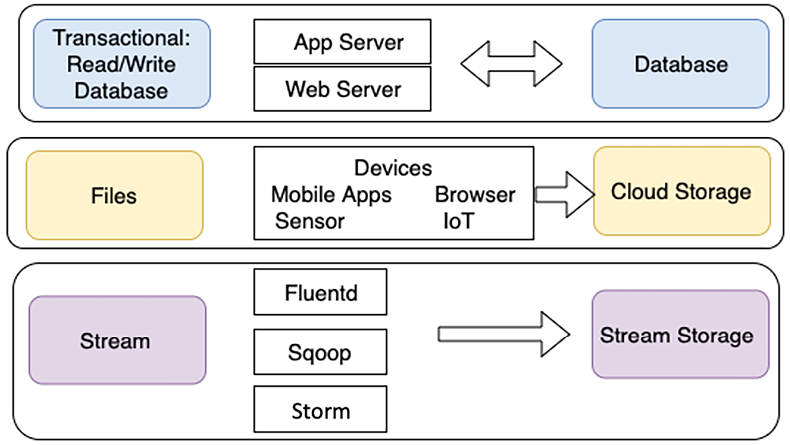 Transactional:
Read/Write
Database
App Server
Web Server
Database
Files
Devices
Mobile Apps Browser
Sensor IoT
Cloud Storage
Stream
Fluentd
Sqoop
Storm
Stream Storage